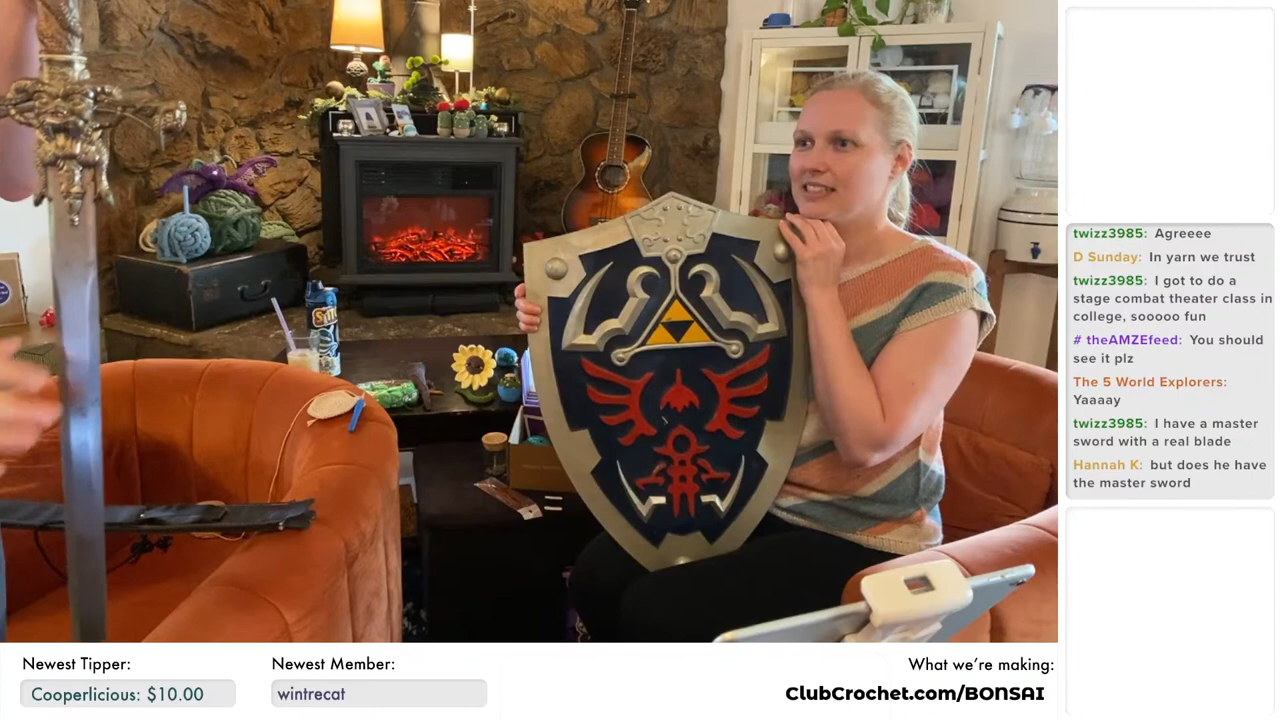 twizz3985: Agreeee
D Sunday: In yarn we trust
twizz3985: I got to do a
stage combat theater class in
college, sooooo fun
# theAMZEfeed: You should
see it plz
The 5 World Explorers:
Yaaaay
twizz3985: I have a master
sword with a real blade
Hannah K: but does he have
the master sword
Newest Tipper:
Cooperlicious: $10.00
Newest Member:
wintrecat
What we're making:
ClubCrochet.com/BONSAI